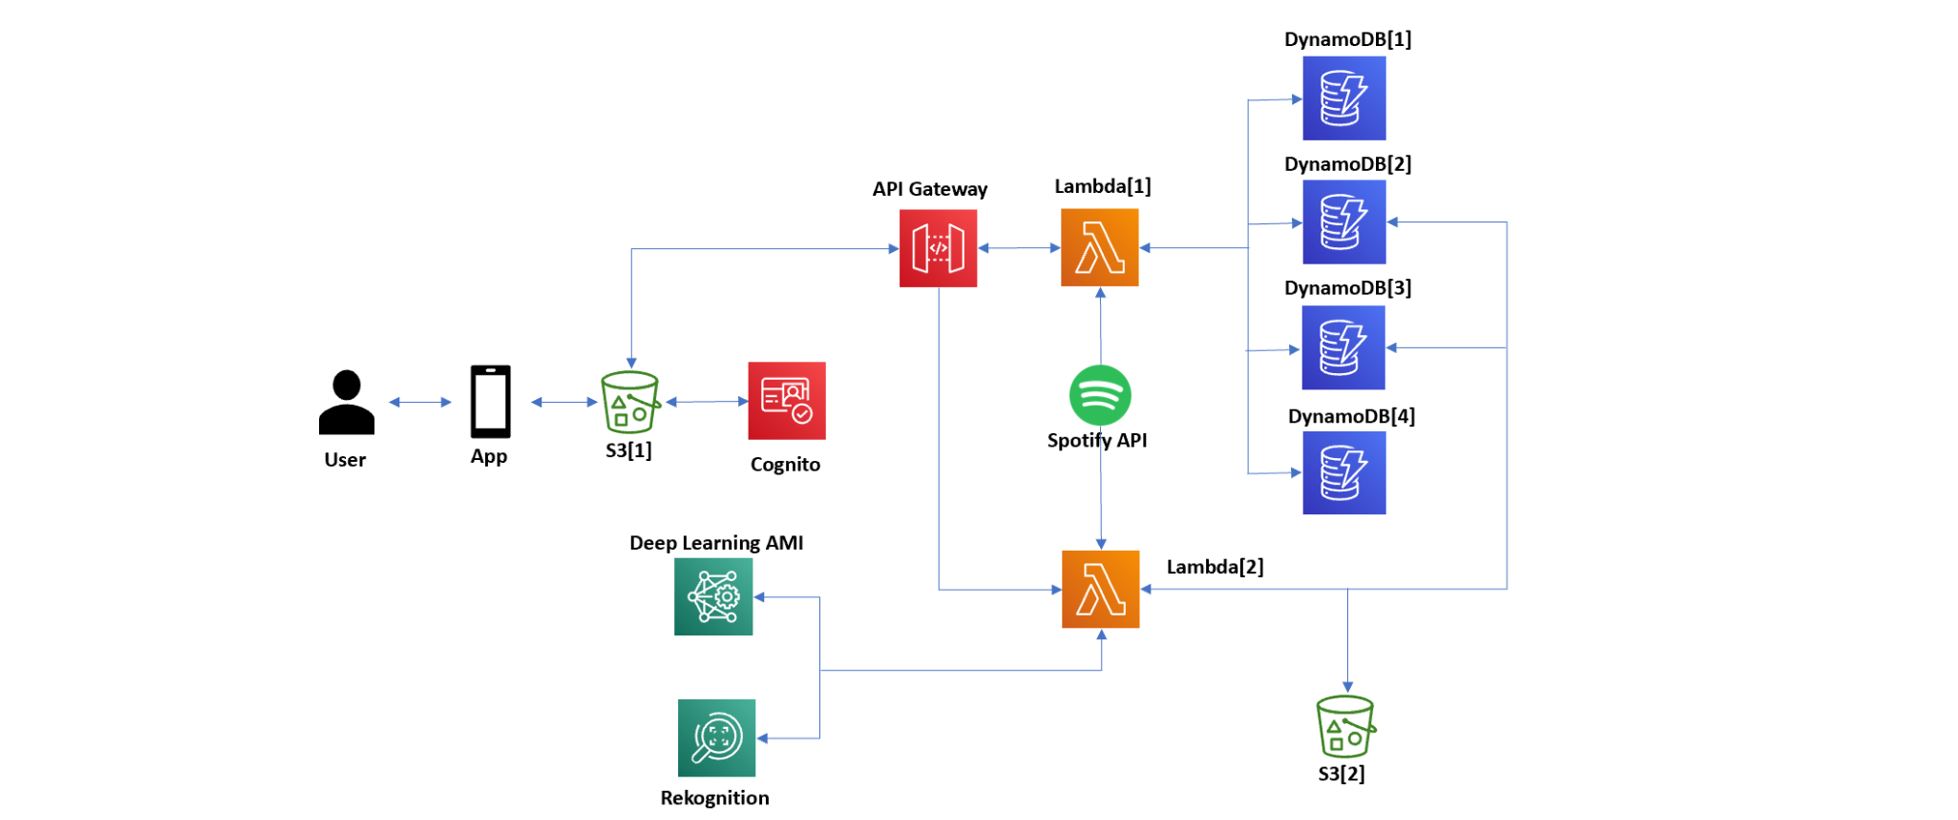 DynamoDB[1]
DynamoDB[2]
API Gateway
Lambda[1]
DynamoDB[3]
DynamoDB[4]
Spotify API
User
App
S3[1]
Cognito
Deep Learning AMI
Lambda[2]
Rekognition
S3[2]